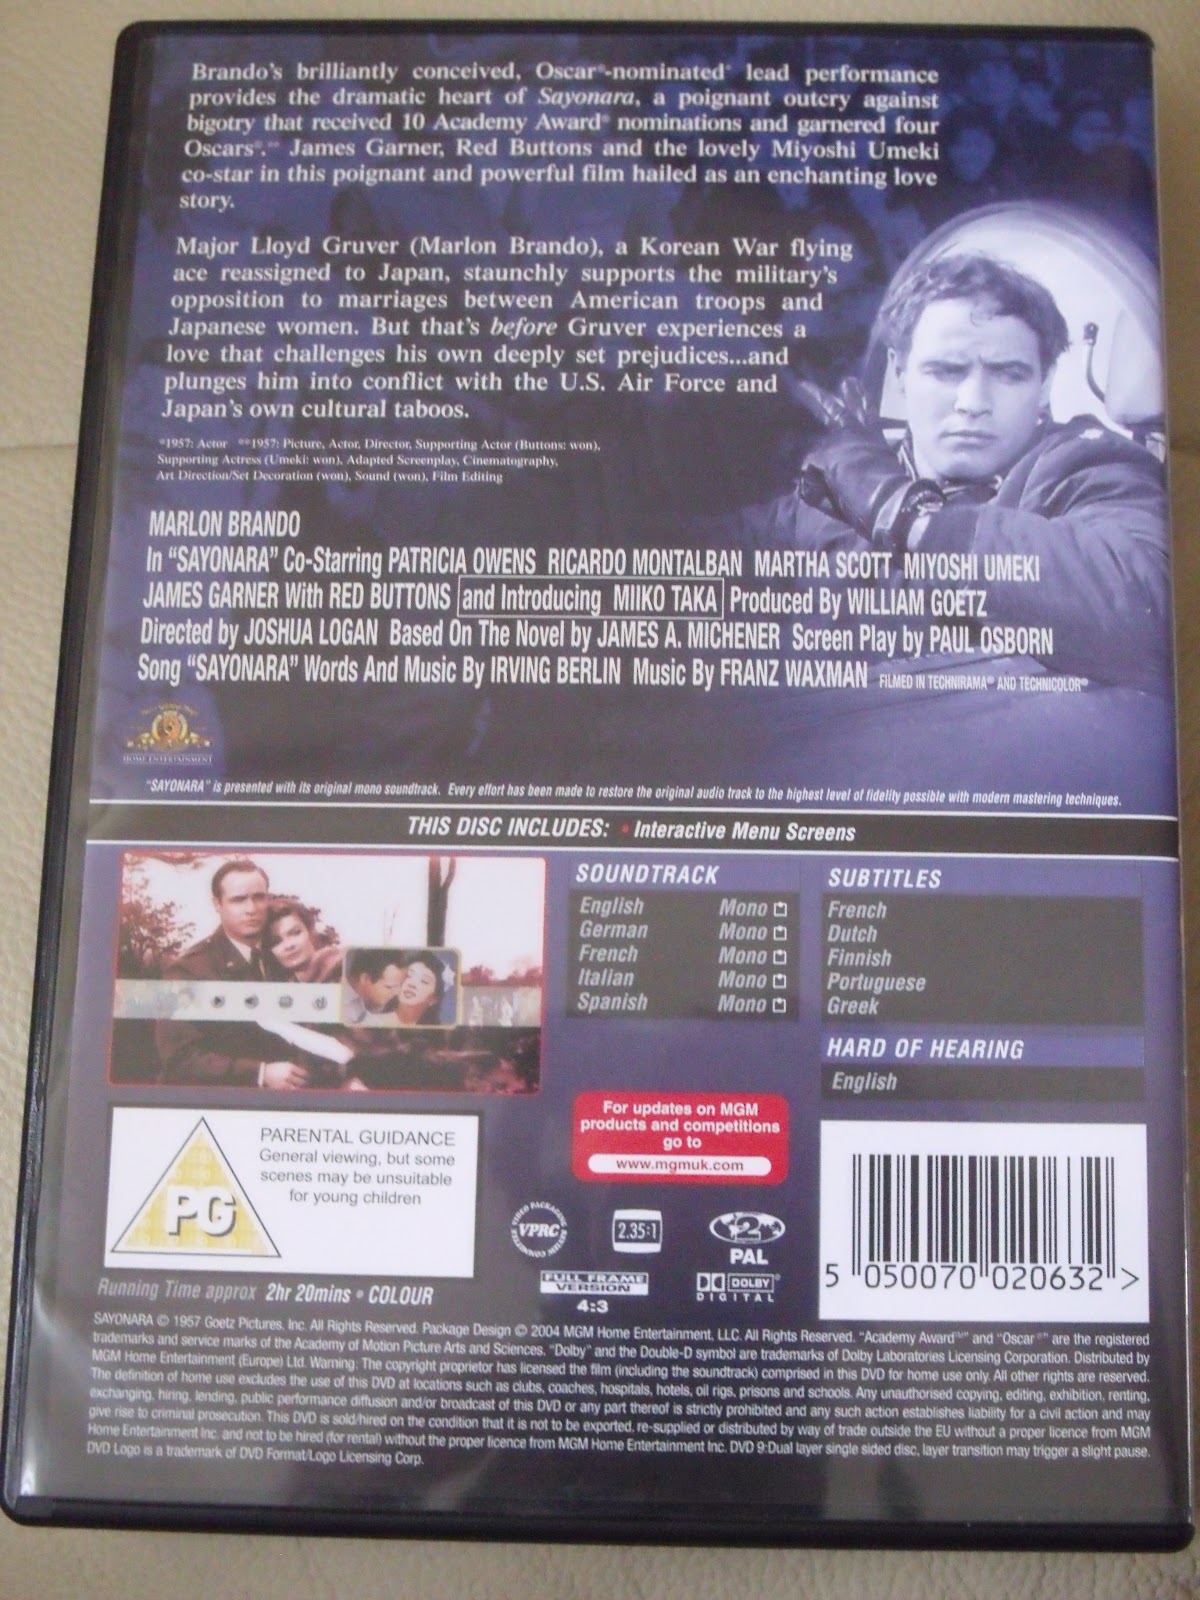 Brando's brilliantly conceived, Oscar®-nominated* lead performance
provides the dramatic heart of Sayonara, a poignant outcry against
bigotry that received 10 Academy Award® nominations and garnered four
Oscars®.** James Garner, Red Buttons and the lovely Miyoshi Umeki
co-star in this poignant and powerful film hailed as an enchanting love
story.
Major Lloyd Gruver (Marlon Brando), a Korean War flying
ace reassigned to Japan, staunchly supports the military's
opposition to marriages between American troops and
Japanese women. But that's before Gruver experiences a
love that challenges his own deeply set prejudices...and
plunges him into conflict with the U.S. Air Force and
Japan's own cultural taboos.
*1957: Actor **1957: Picture, Actor, Director, Supporting Actor (Buttons: won),
Supporting Actress (Umeki: won), Adapted Screenplay, Cinematography,
Art Direction/Set Decoration (won), Sound (won), Film Editing
MARLON BRANDO
In "SAYONARA" Co-Starring PATRICIA OWENS RICARDO MONTALBAN MARTHA SCOTT MIYOSHI UMEKI
JAMES GARNER With RED BUTTONS and Introducing MIIKO TAKA Produced By WILLIAM GOETZ
Directed by JOSHUA LOGAN Based On The Novel by JAMES A. MICHENER Screen Play by PAUL OSBORN
Song "SAYONARA" Words And Music By IRVING BERLIN Music By FRANZ WAXMAN FILMED IN TECHNIRAMA® AND TECHNICOLOR®
HOME ENTERTAINMENT
"SAYONARA" is presented with its original mono soundtrack. Every effort has been made to restore the original audio track to the highest level of fidelity possible with modern mastering techniques.
THIS DISC INCLUDES: • Interactive Menu Screens
SOUNDTRACK
English Mono
German Mono
French Mono
Italian Mono
Spanish Mono
SUBTITLES
French
Dutch
Finnish
Portuguese
Greek
HARD OF HEARING
English
PG
PARENTAL GUIDANCE
General viewing, but some
scenes may be unsuitable
for young children
For updates on MGM
products and competitions
go to
www.mgmuk.com
VIDEO PACKAGING REVIEW COMMITTEE
VPRC
2.35:1
2
PAL
FULL FRAME
VERSION
4:3
DOLBY
DIGITAL
5 050070 020632 >
Running Time approx 2hr 20mins • COLOUR
SAYONARA © 1957 Goetz Pictures, Inc. All Rights Reserved. Package Design © 2004 MGM Home Entertainment, LLC. All Rights Reserved. "Academy Award®" and "Oscar®" are the registered
trademarks and service marks of the Academy of Motion Picture Arts and Sciences. "Dolby" and the Double-D symbol are trademarks of Dolby Laboratories Licensing Corporation. Distributed by
MGM Home Entertainment (Europe) Ltd. Warning: The copyright proprietor has licensed the film (including the soundtrack) comprised in this DVD for home use only. All other rights are reserved.
The definition of home use excludes the use of this DVD at locations such as clubs, coaches, hospitals, hotels, oil rigs, prisons and schools. Any unauthorised copying, editing, exhibition, renting,
exchanging, hiring, lending, public performance diffusion and/or broadcast of this DVD or any part thereof is strictly prohibited and any such action establishes liability for a civil action and may
give rise to criminal prosecution. This DVD is sold/hired on the condition that it is not to be exported, re-supplied or distributed by way of trade outside the EU without a proper licence from MGM
Home Entertainment Inc. and not to be hired (for rental) without the proper licence from MGM Home Entertainment Inc. DVD 9:Dual layer single sided disc, layer transition may trigger a slight pause.
DVD Logo is a trademark of DVD Format/Logo Licensing Corp.